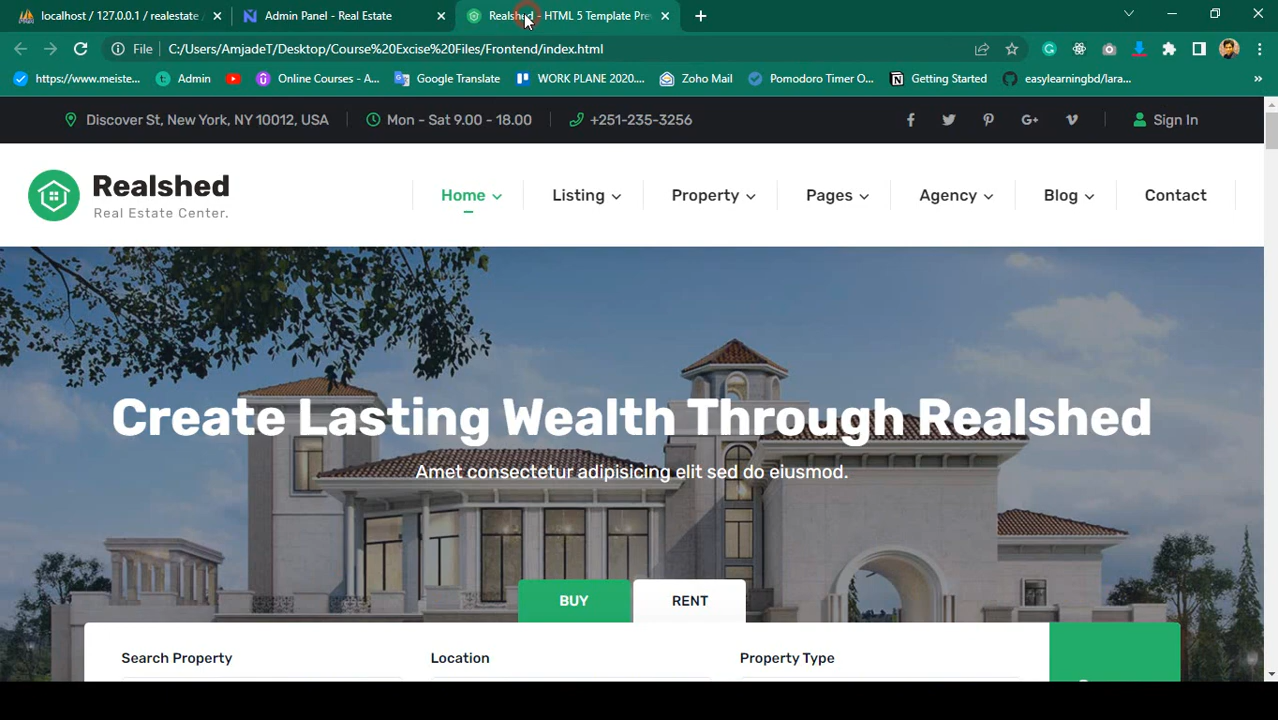 localhost / 127.0.0.1 / realestate /
Admin Panel - Real Estate
Realshed - HTML 5 Template Pre
File
C:/Users/AmjadeT/Desktop/Course%20Excise%20Files/Frontend/index.html
https://www.meiste...
Admin
Online Courses - A...
Google Translate
WORK PLANE 2020....
Zoho Mail
Pomodoro Timer O...
Getting Started
easylearningbd/lara...
Discover St, New York, NY 10012, USA
Mon - Sat 9.00 - 18.00
+251-235-3256
Sign In
Realshed
Real Estate Center.
Home
Listing
Property
Pages
Agency
Blog
Contact
Create Lasting Wealth Through Realshed
Amet consectetur adipisicing elit sed do eiusmod.
BUY
RENT
Search Property
Location
Property Type